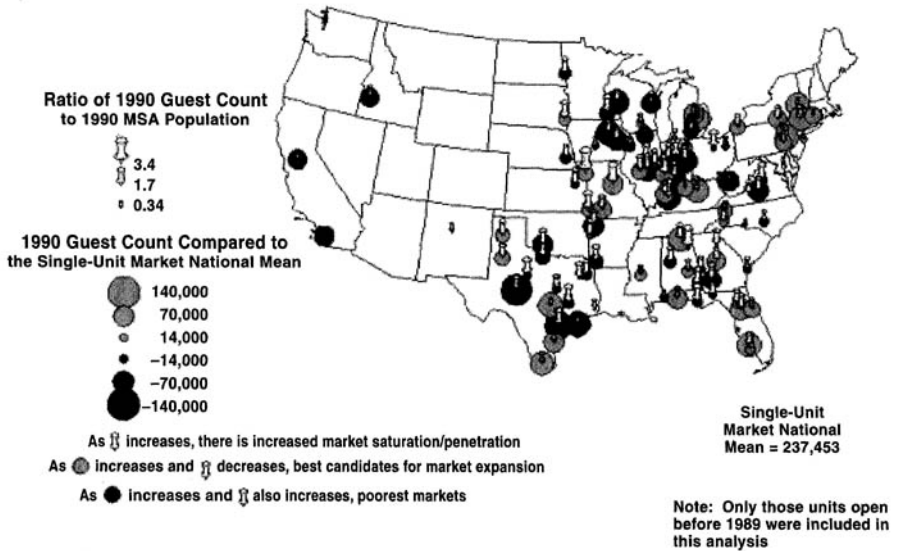 Ratio of 1990 Guest Count
to 1990 MSA Population
3.4
1.7
0.34
1990 Guest Count Compared to
the Single-Unit Market National Mean
140,000
70,000
14,000
−14,000
−70,000
−140,000
As increases, there is increased market saturation/penetration
As increases and decreases, best candidates for market expansion
As increases and also increases, poorest markets
Single-Unit
Market National
Mean = 237,453
Note: Only those units open
before 1989 were included in
this analysis